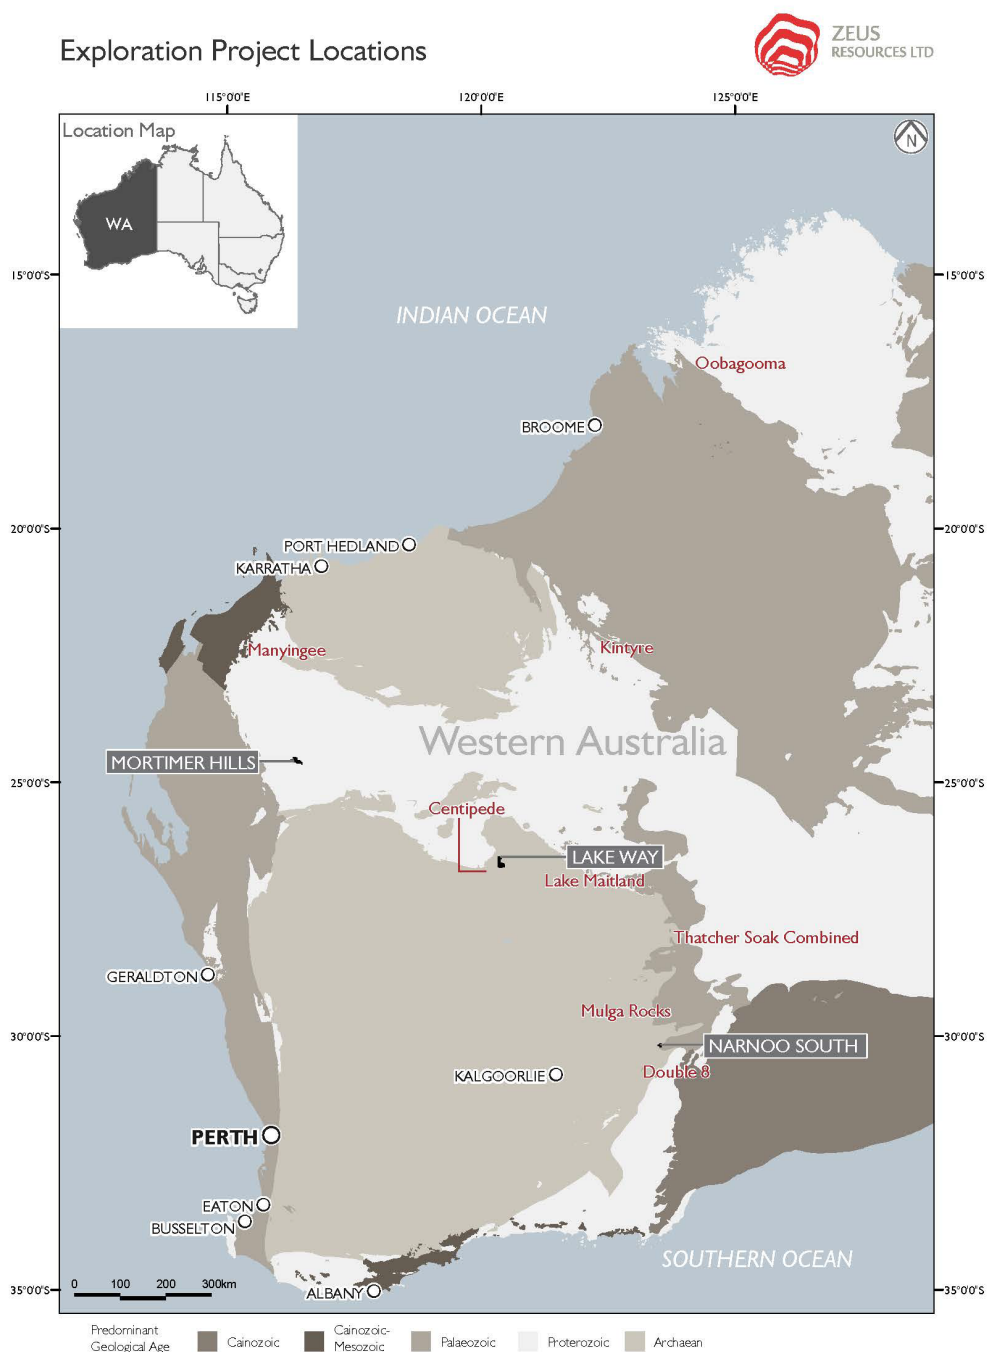 Exploration Project Locations
ZEUS
RESOURCES LTD
115°0'0"E
120°0'0"E
125°0'0"E
Location Map
N
WA
15°0'0"S
15°0'0"S
INDIAN OCEAN
Oobagooma
BROOME
20°0'0"S
20°0'0"S
PORT HEDLAND
KARRATHA
Manyingee
Kintyre
Western Australia
MORTIMER HILLS
25°0'0"S
25°0'0"S
Centipede
LAKE WAY
Lake Maitland
Thatcher Soak Combined
GERALDTON
Mulga Rocks
30°0'0"S
30°0'0"S
NARNOO SOUTH
Double 8
KALGOORLIE
PERTH
EATON
BUSSELTON
SOUTHERN OCEAN
0 100 200 300km
ALBANY
35°0'0"S
35°0'0"S
Predominant
Geological Age
Cainozoic
Cainozoic-
Mesozoic
Palaeozoic
Proterozoic
Archaean